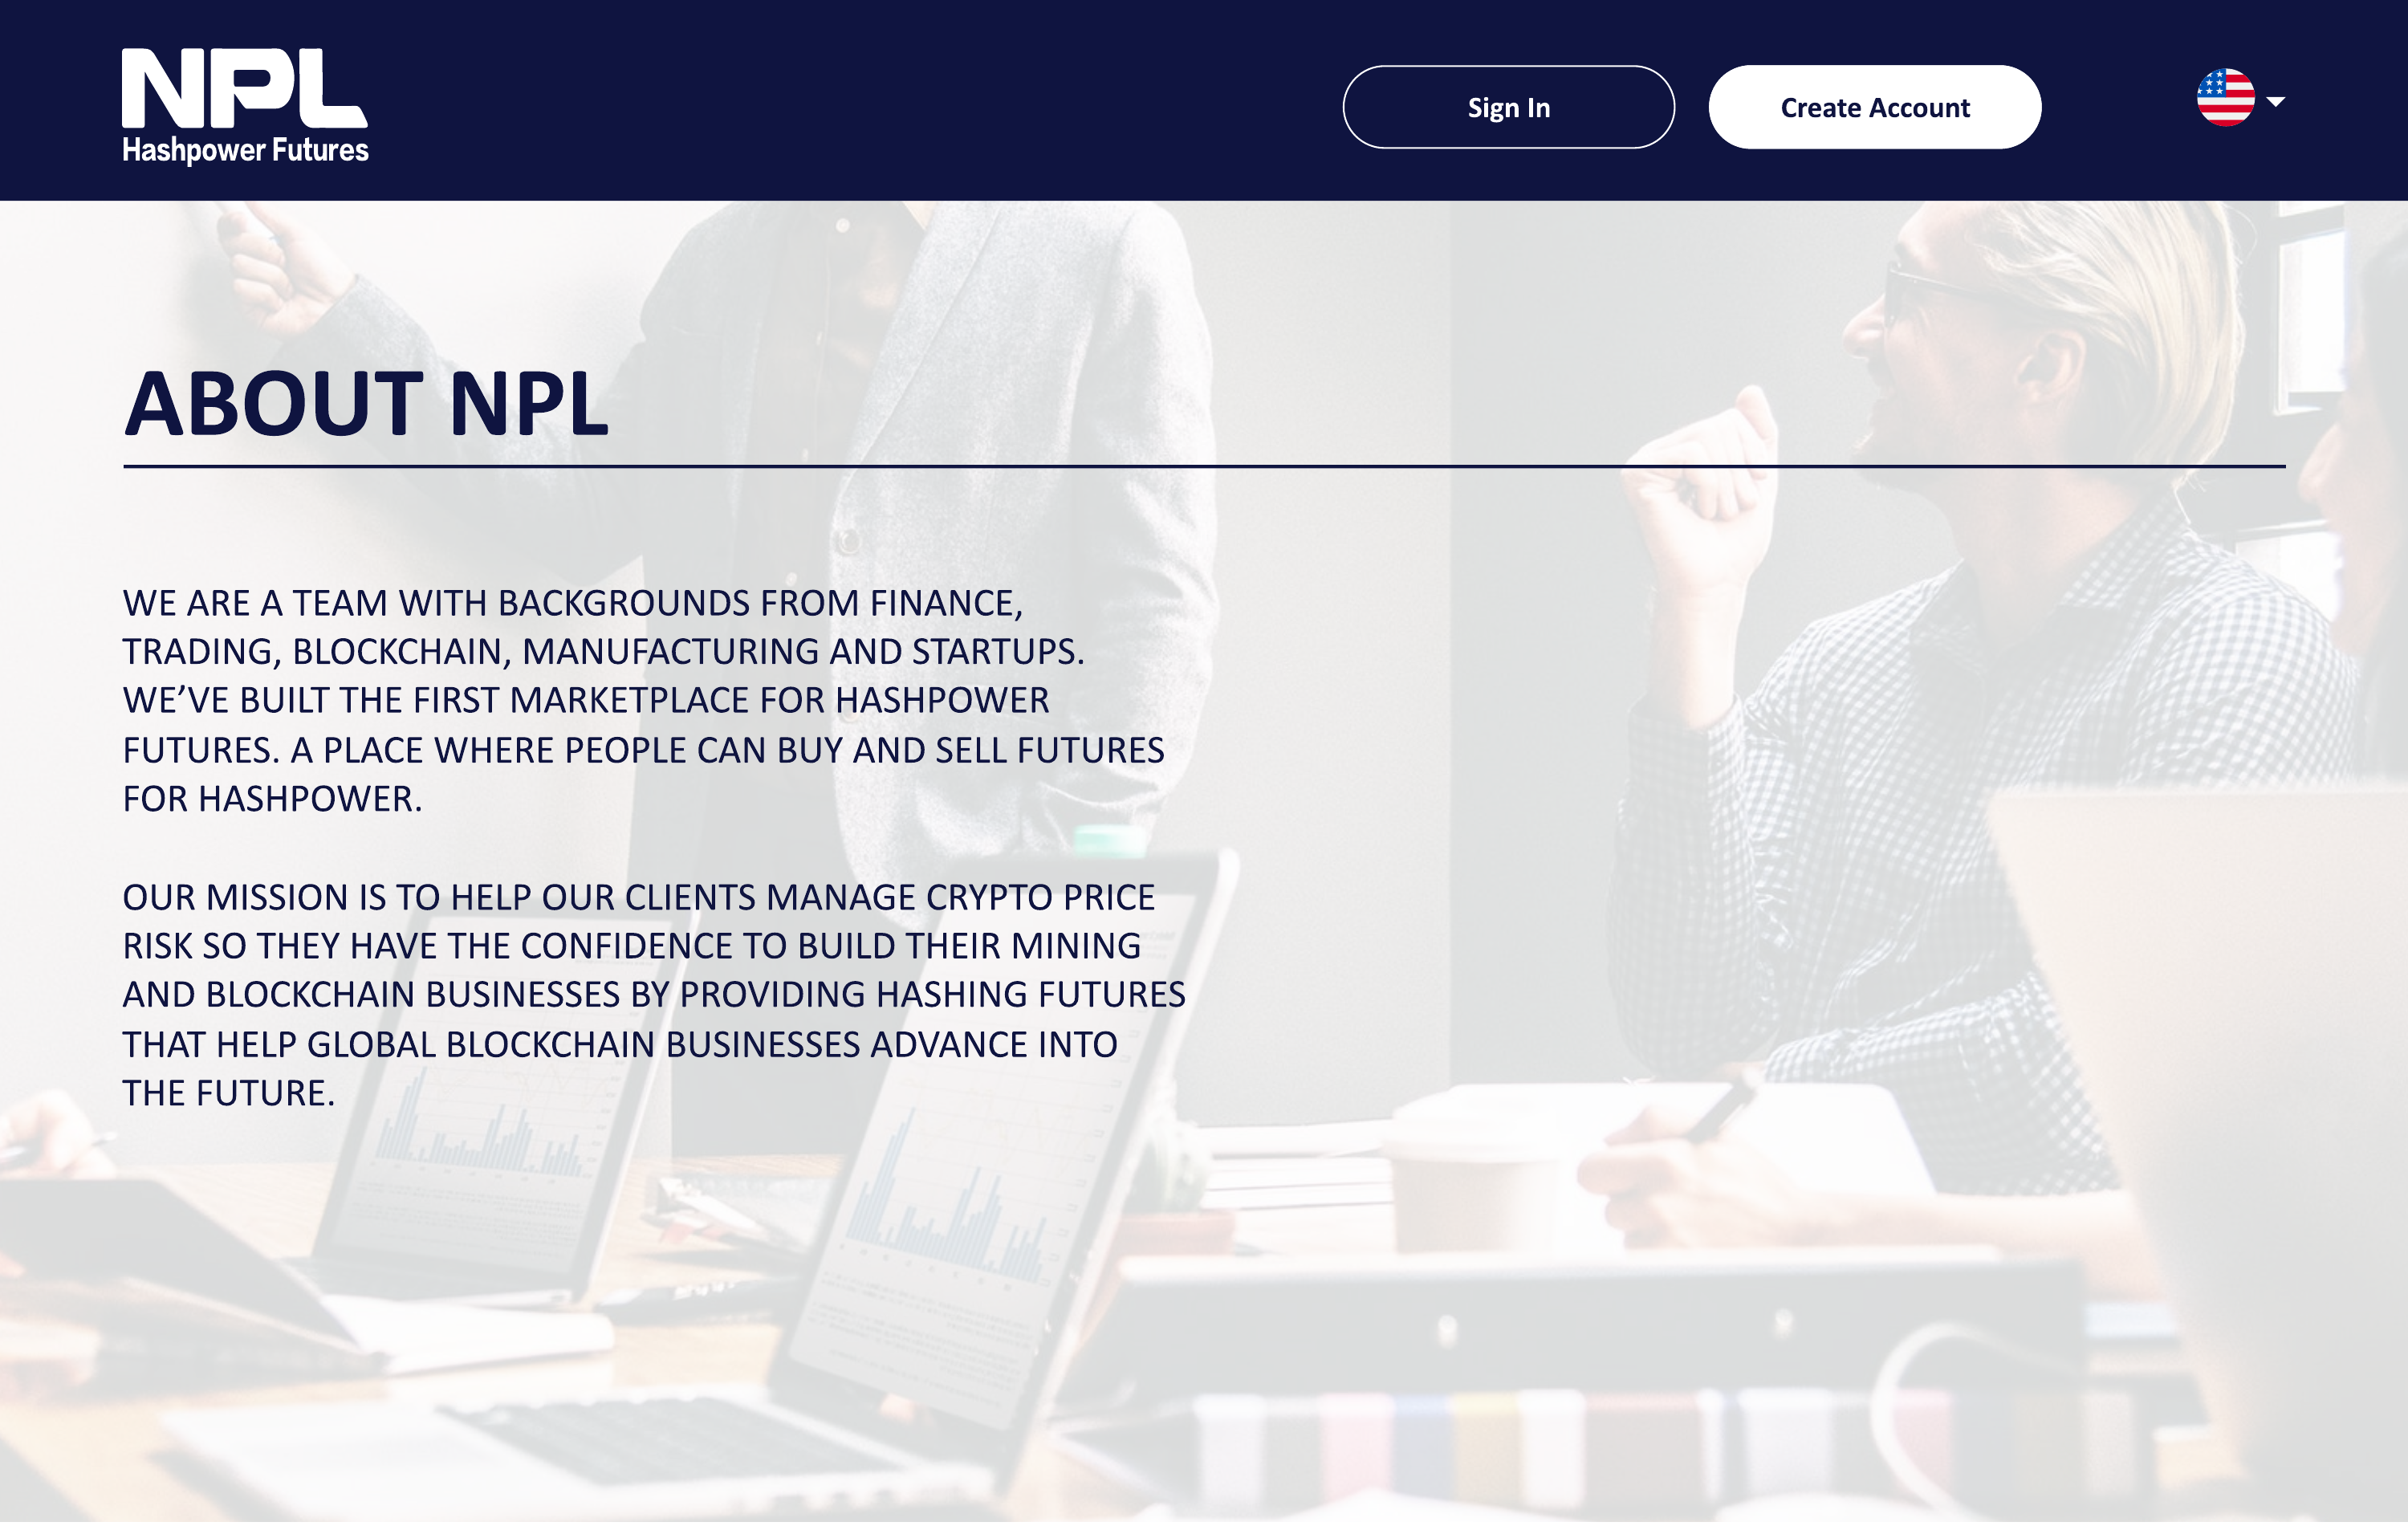 NPL
Hashpower Futures
Sign In
Create Account
ABOUT NPL
WE ARE A TEAM WITH BACKGROUNDS FROM FINANCE,
TRADING, BLOCKCHAIN, MANUFACTURING AND STARTUPS.
WE’VE BUILT THE FIRST MARKETPLACE FOR HASHPOWER
FUTURES. A PLACE WHERE PEOPLE CAN BUY AND SELL FUTURES
FOR HASHPOWER.
OUR MISSION IS TO HELP OUR CLIENTS MANAGE CRYPTO PRICE
RISK SO THEY HAVE THE CONFIDENCE TO BUILD THEIR MINING
AND BLOCKCHAIN BUSINESSES BY PROVIDING HASHING FUTURES
THAT HELP GLOBAL BLOCKCHAIN BUSINESSES ADVANCE INTO
THE FUTURE.